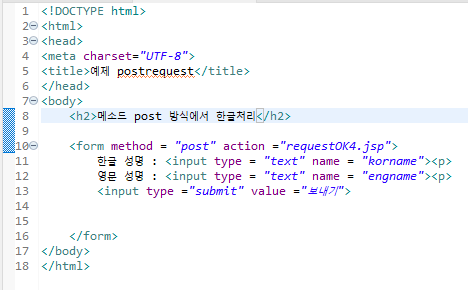 1 <!DOCTYPE html>
2 <html>
3 <head>
4 <meta charset="UTF-8">
5 <title>예제 postrequest</title>
6 </head>
7 <body>
8 <h2>메소드 post 방식에서 한글처리</h2>
9
10 <form method = "post" action ="requestOK4.jsp">
11 한글 성명 : <input type = "text" name = "korname"><p>
12 영문 성명 : <input type = "text" name = "engname"><p>
13 <input type ="submit" value ="보내기">
14
15
16 </form>
17 </body>
18 </html>